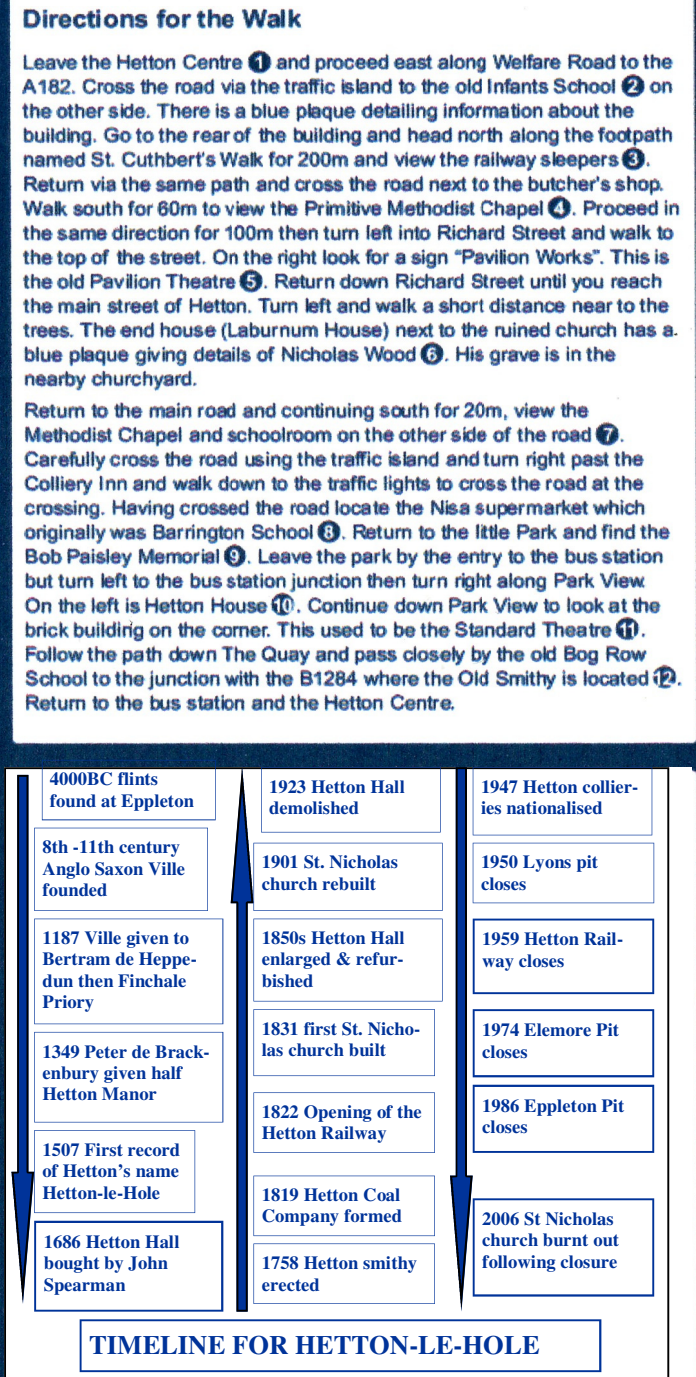 Directions for the Walk
Leave the Hetton Centre 1 and proceed east along Welfare Road to the
A182. Cross the road via the traffic island to the old Infants School 2 on
the other side. There is a blue plaque detailing information about the
building. Go to the rear of the building and head north along the footpath
named St. Cuthbert's Walk for 200m and view the railway sleepers 3.
Return via the same path and cross the road next to the butcher's shop.
Walk south for 60m to view the Primitive Methodist Chapel 4. Proceed in
the same direction for 100m then turn left into Richard Street and walk to
the top of the street. On the right look for a sign "Pavilion Works". This is
the old Pavilion Theatre 5. Return down Richard Street until you reach
the main street of Hetton. Turn left and walk a short distance near to the
trees. The end house (Laburnum House) next to the ruined church has a
blue plaque giving details of Nicholas Wood 6. His grave is in the
nearby churchyard.
Return to the main road and continuing south for 20m, view the
Methodist Chapel and schoolroom on the other side of the road 7.
Carefully cross the road using the traffic island and turn right past the
Colliery Inn and walk down to the traffic lights to cross the road at the
crossing. Having crossed the road locate the Nisa supermarket which
originally was Barrington School 8. Return to the little Park and find the
Bob Paisley Memorial 9. Leave the park by the entry to the bus station
but turn left to the bus station junction then turn right along Park View
On the left is Hetton House 10. Continue down Park View to look at the
brick building on the corner. This used to be the Standard Theatre 11.
Follow the path down The Quay and pass closely by the old Bog Row
School to the junction with the B1284 where the Old Smithy is located 12.
Return to the bus station and the Hetton Centre.
4000BC flints
found at Eppleton
8th -11th century
Anglo Saxon Ville
founded
1187 Ville given to
Bertram de Heppe-
dun then Finchale
Priory
1349 Peter de Brack-
enbury given half
Hetton Manor
1507 First record
of Hetton's name
Hetton-le-Hole
1686 Hetton Hall
bought by John
Spearman
1923 Hetton Hall
demolished
1901 St. Nicholas
church rebuilt
1850s Hetton Hall
enlarged & refur-
bished
1831 first St. Nicho-
las church built
1822 Opening of the
Hetton Railway
1819 Hetton Coal
Company formed
1758 Hetton smithy
erected
1947 Hetton collier-
ies nationalised
1950 Lyons pit
closes
1959 Hetton Rail-
way closes
1974 Elemore Pit
closes
1986 Eppleton Pit
closes
2006 St Nicholas
church burnt out
following closure
TIMELINE FOR HETTON-LE-HOLE